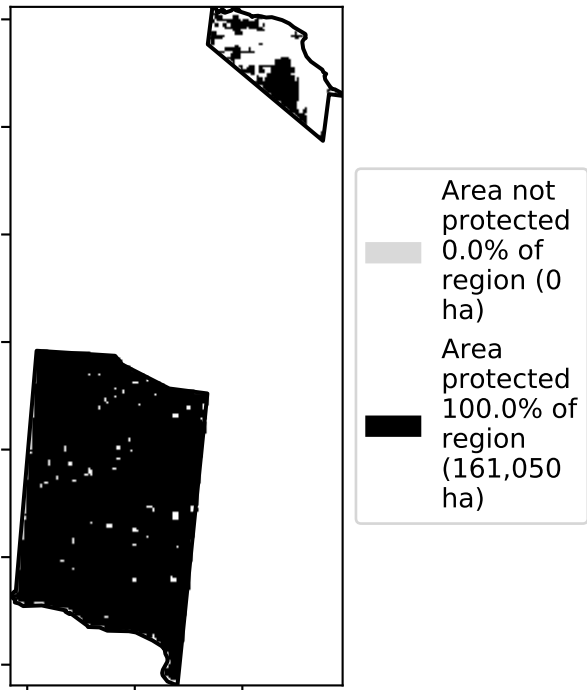 Area not
protected
0.0% of
region (0
ha)
Area
protected
100.0% of
region
(161,050
ha)